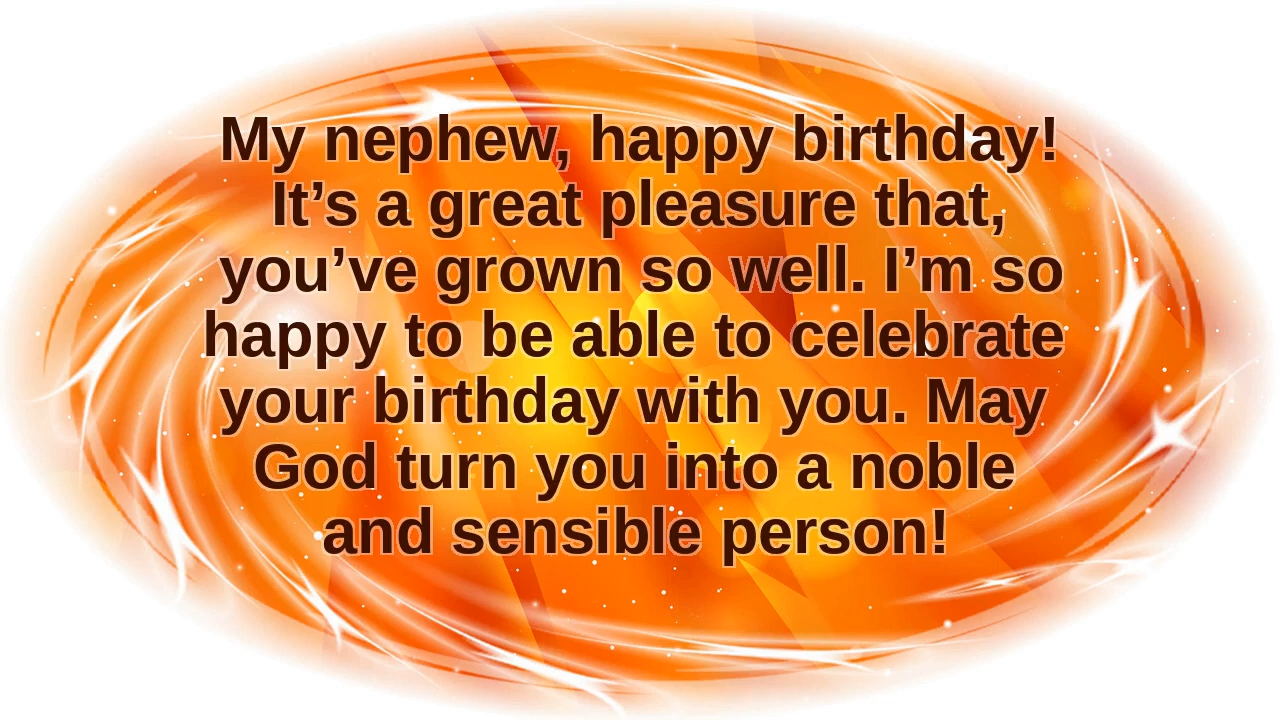 My nephew, happy birthday!
It’s a great pleasure that,
you’ve grown so well. I’m so
happy to be able to celebrate
your birthday with you. May
God turn you into a noble
and sensible person!